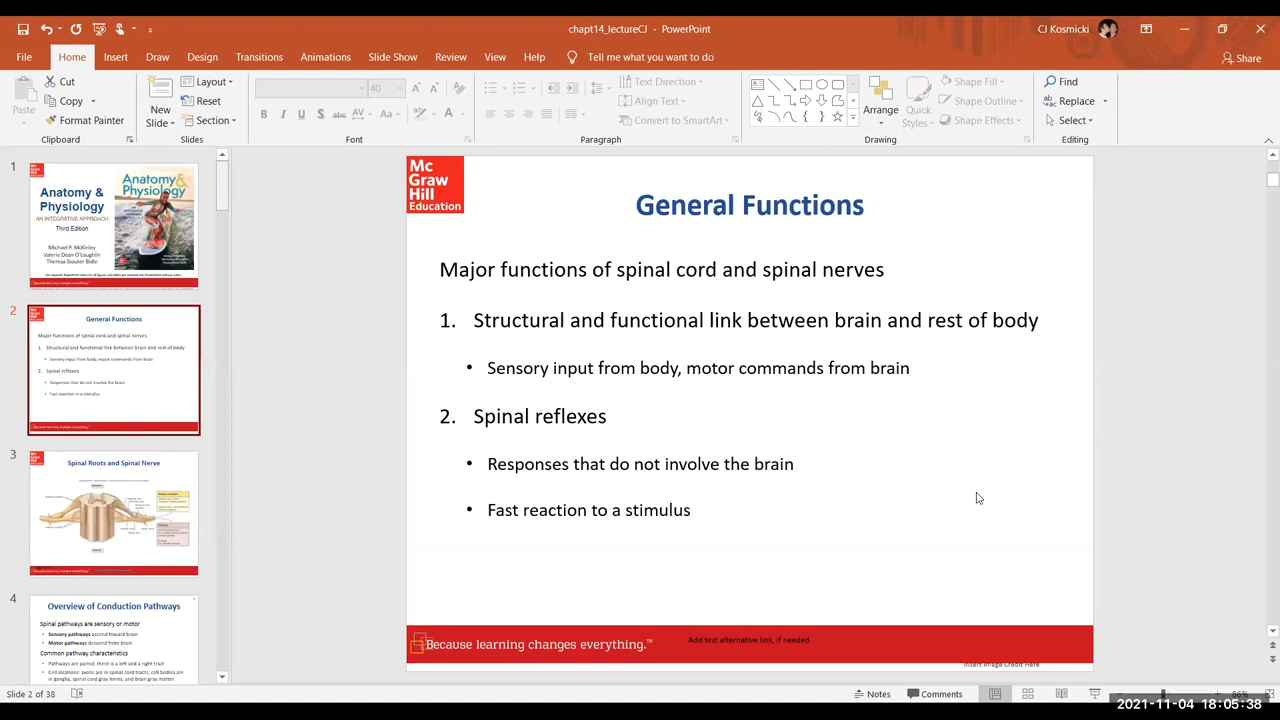 chapt14_lectureCJ - PowerPoint
CJ Kosmicki
File Home Insert Draw Design Transitions Animations Slide Show Review View Help Tell me what you want to do
Share
Cut
Copy
Format Painter
Paste
Clipboard
New
Slide
Layout
Reset
Section
Slides
40
Font
Text Direction
Align Text
Convert to SmartArt
Paragraph
Arrange
Quick
Styles
Shape Fill
Shape Outline
Shape Effects
Drawing
Find
Replace
Select
Editing
1
Anatomy &
Physiology
AN INTEGRATIVE APPROACH
Third Edition
Michael P. McKinley
Valerie Dean O'Loughlin
Theresa Stouter Bidle
Anatomy &
Physiology
2
General Functions
Major functions of spinal cord and spinal nerves
1. Structural and functional link between brain and rest of body
• Sensory input from body, motor commands from brain
2. Spinal reflexes
• Responses that do not involve the brain
• Fast reaction to a stimulus
3
Spinal Roots and Spinal Nerve
4
Overview of Conduction Pathways
Spinal pathways are sensory or motor
• Sensory pathways ascend toward brain
• Motor pathways descend from brain
Common pathway characteristics
• Pathways are paired: there is a left and a right tract
• Cell locations: axons are in spinal cord tracts; cell bodies are
in ganglia, spinal cord gray horns, and brain gray matter
Mc
Graw
Hill
Education
General Functions
Major functions of spinal cord and spinal nerves
1. Structural and functional link between brain and rest of body
• Sensory input from body, motor commands from brain
2. Spinal reflexes
• Responses that do not involve the brain
• Fast reaction to a stimulus
Because learning changes everything.™
Add text alternative link, if needed.
Insert Image Credit Here
Slide 2 of 38
Notes
Comments
86%
2021-11-04 18:05:38